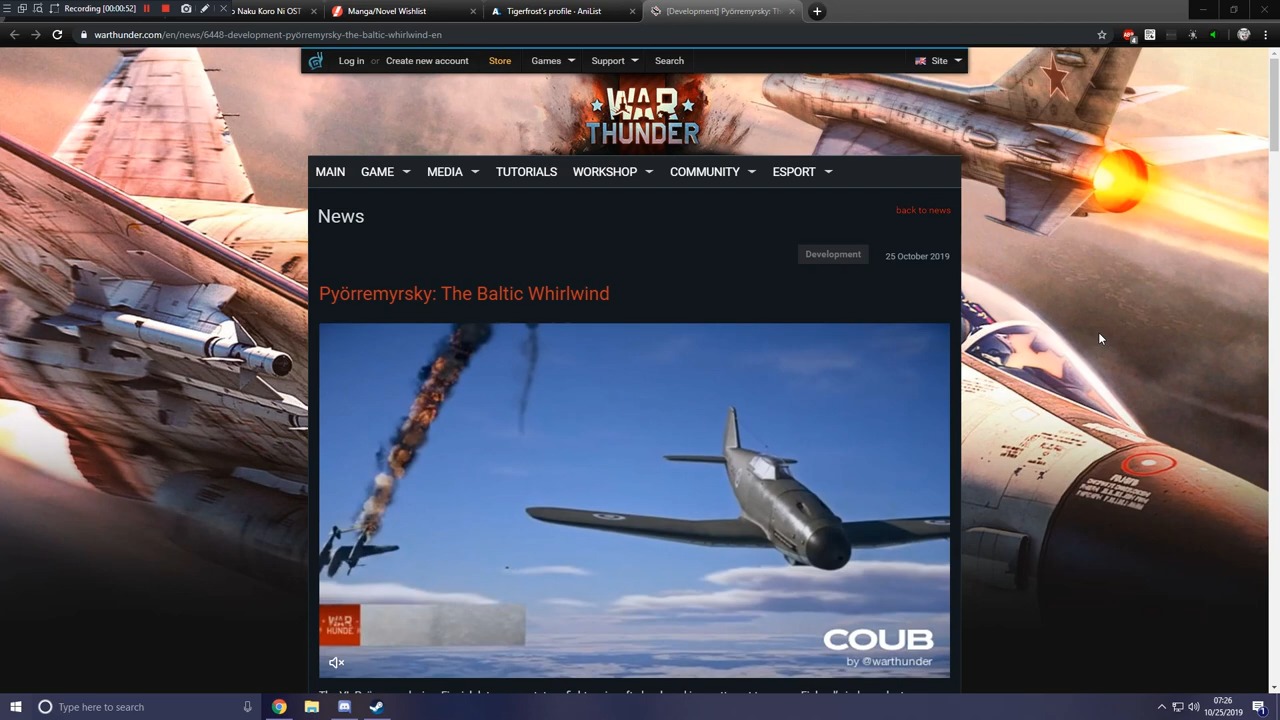 Recording [00:00:52]
o Naku Koro Ni OST
Manga/Novel Wishlist
Tigerfrost's profile - AniList
[Development] Pyörremyrsky: Th
warthunder.com/en/news/6448-development-pyörremyrsky-the-baltic-whirlwind-en
Log in or Create new account Store Games Support Search Site
WAR THUNDER
MAIN GAME MEDIA TUTORIALS WORKSHOP COMMUNITY ESPORT
News
back to news
Development 25 October 2019
Pyörremyrsky: The Baltic Whirlwind
WAR
HUNDE
COUB
by @warthunder
Type here to search
07:26
10/25/2019